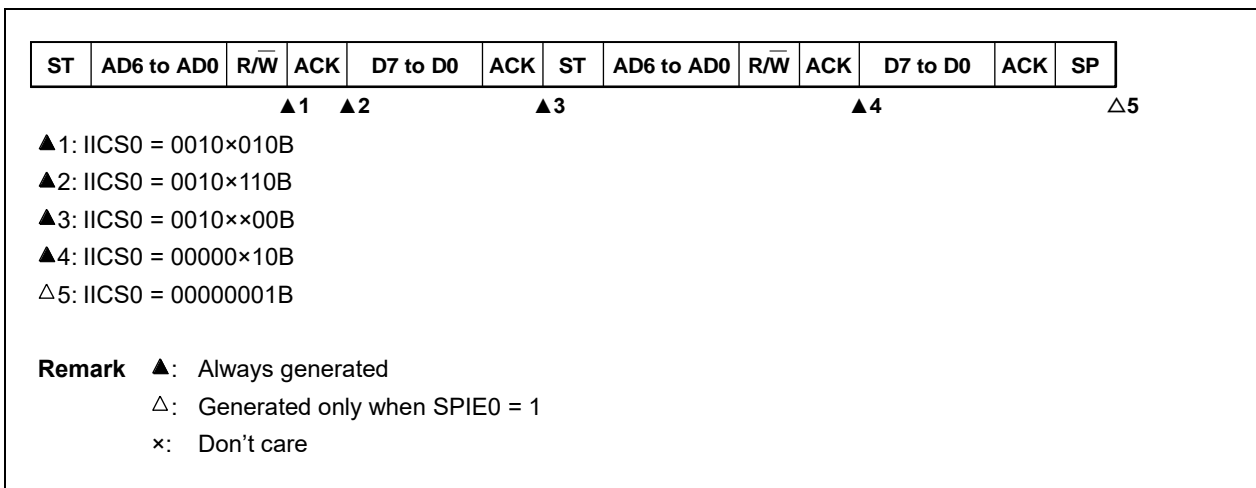 ST AD6 to AD0 R/W̅ ACK D7 to D0 ACK ST AD6 to AD0 R/W̅ ACK D7 to D0 ACK SP
▲1 ▲2 ▲3 ▲4 △5
▲1: IICS0 = 0010×010B
▲2: IICS0 = 0010×110B
▲3: IICS0 = 0010××00B
▲4: IICS0 = 00000×10B
△5: IICS0 = 00000001B
Remark ▲: Always generated
△: Generated only when SPIE0 = 1
×: Don’t care